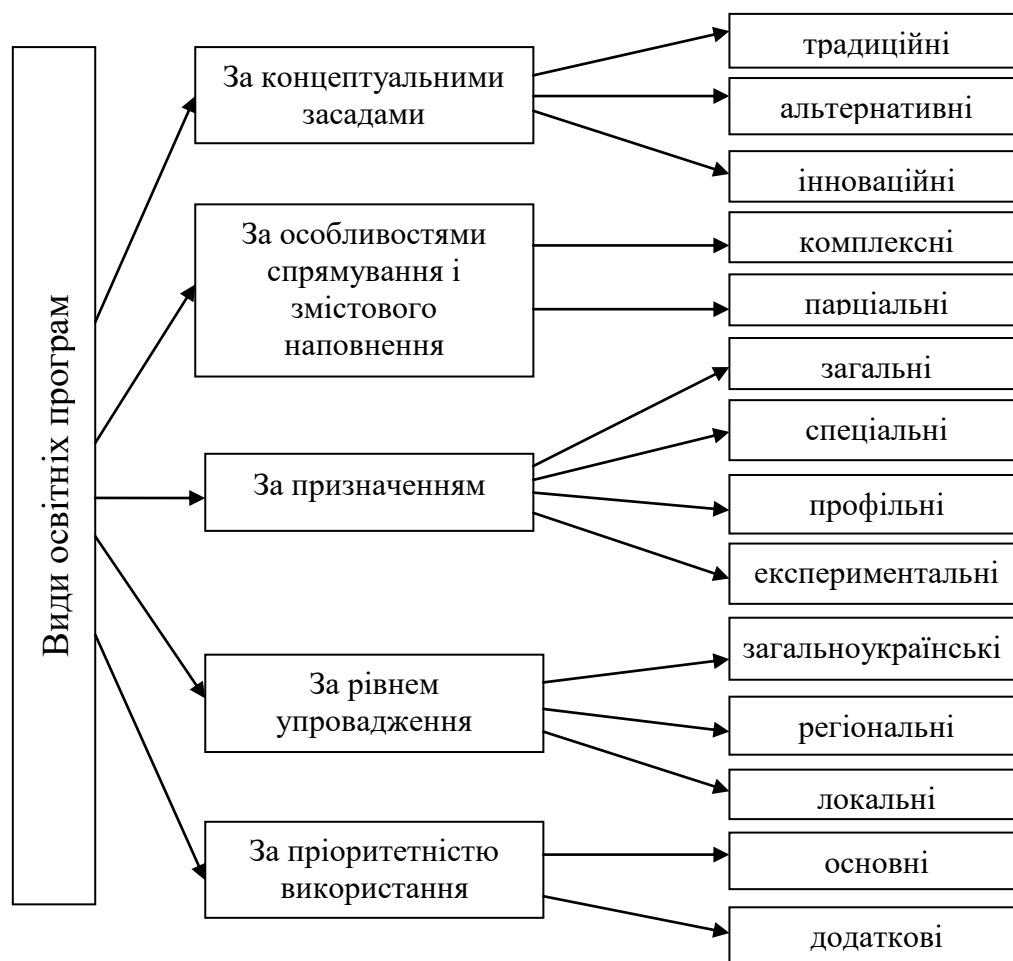 Види освітніх програм
За концептуальними
засадами
традиційні
альтернативні
інноваційні
За особливостями
спрямування і
змістового
наповнення
комплексні
парціальні
За призначенням
загальні
спеціальні
профільні
експериментальні
За рівнем
упровадження
загальноукраїнські
регіональні
локальні
За пріоритетністю
використання
основні
додаткові